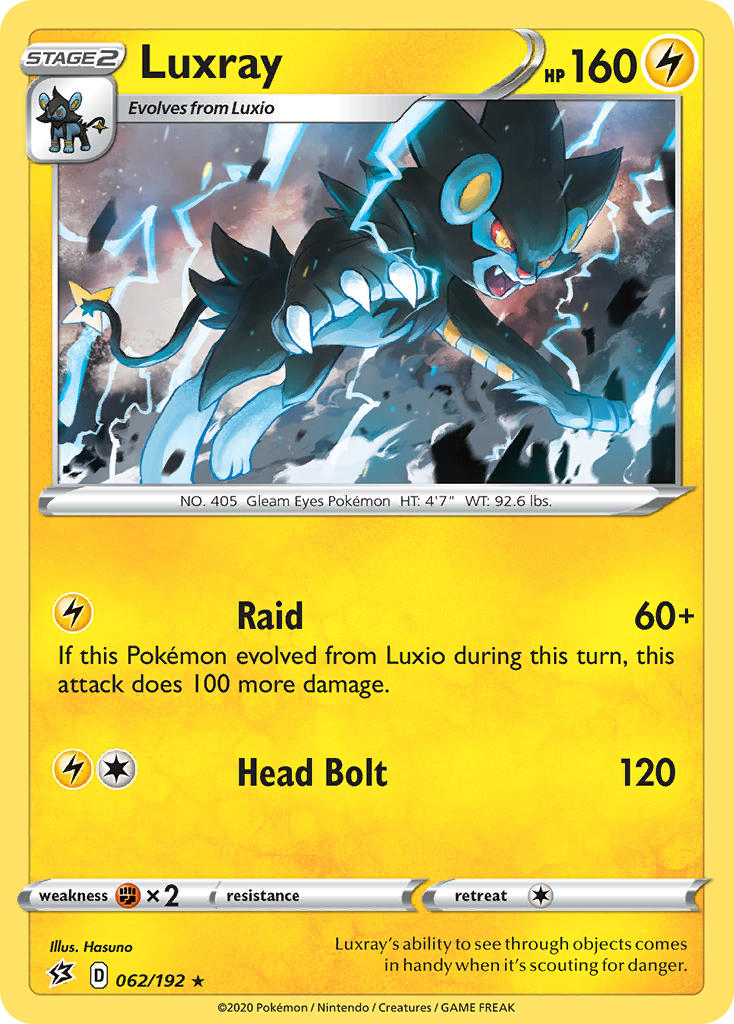 STAGE 2
Luxray
HP 160
Evolves from Luxio
NO. 405 Gleam Eyes Pokémon HT: 4'7" WT: 92.6 lbs.
Raid 60+
If this Pokémon evolved from Luxio during this turn, this
attack does 100 more damage.
Head Bolt 120
weakness ×2 resistance retreat
Illus. Hasuno
D 062/192 ★
Luxray's ability to see through objects comes
in handy when it's scouting for danger.
©2020 Pokémon / Nintendo / Creatures / GAME FREAK